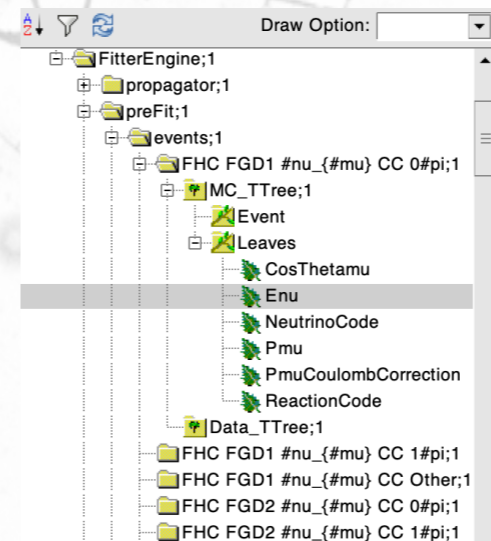 A
Z
Draw Option:
FitterEngine;1
propagator;1
preFit;1
events;1
FHC FGD1 #nu_{#mu} CC 0#pi;1
MC_TTree;1
Event
Leaves
CosThetamu
Enu
NeutrinoCode
Pmu
PmuCoulombCorrection
ReactionCode
Data_TTree;1
FHC FGD1 #nu_{#mu} CC 1#pi;1
FHC FGD1 #nu_{#mu} CC Other;1
FHC FGD2 #nu_{#mu} CC 0#pi;1
FHC FGD2 #nu_{#mu} CC 1#pi;1